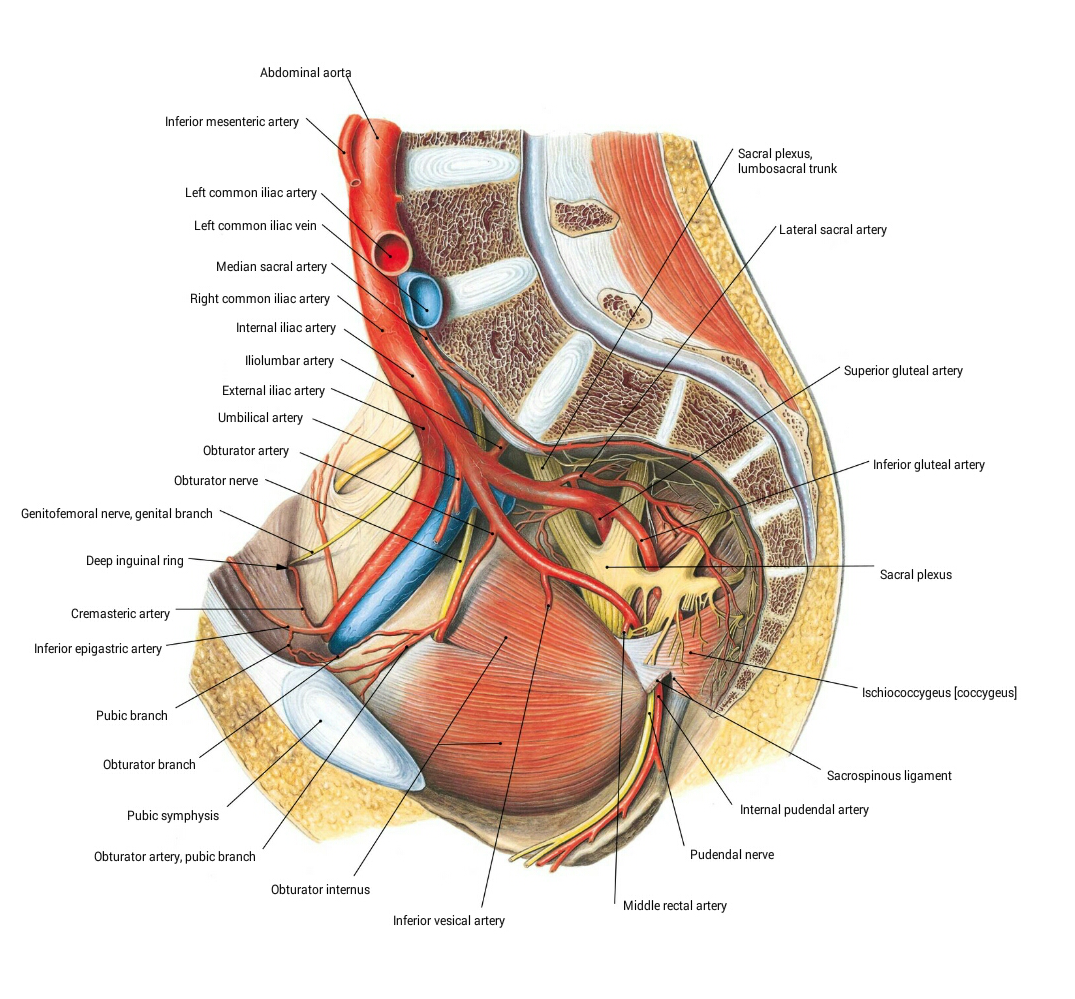 Abdominal aorta
Inferior mesenteric artery
Left common iliac artery
Left common iliac vein
Median sacral artery
Right common iliac artery
Internal iliac artery
Iliolumbar artery
External iliac artery
Umbilical artery
Obturator artery
Obturator nerve
Genitofemoral nerve, genital branch
Deep inguinal ring
Cremasteric artery
Inferior epigastric artery
Pubic branch
Obturator branch
Pubic symphysis
Obturator artery, pubic branch
Obturator internus
Inferior vesical artery
Sacral plexus,
lumbosacral trunk
Lateral sacral artery
Superior gluteal artery
Inferior gluteal artery
Sacral plexus
Ischiococcygeus [coccygeus]
Sacrospinous ligament
Internal pudendal artery
Pudendal nerve
Middle rectal artery